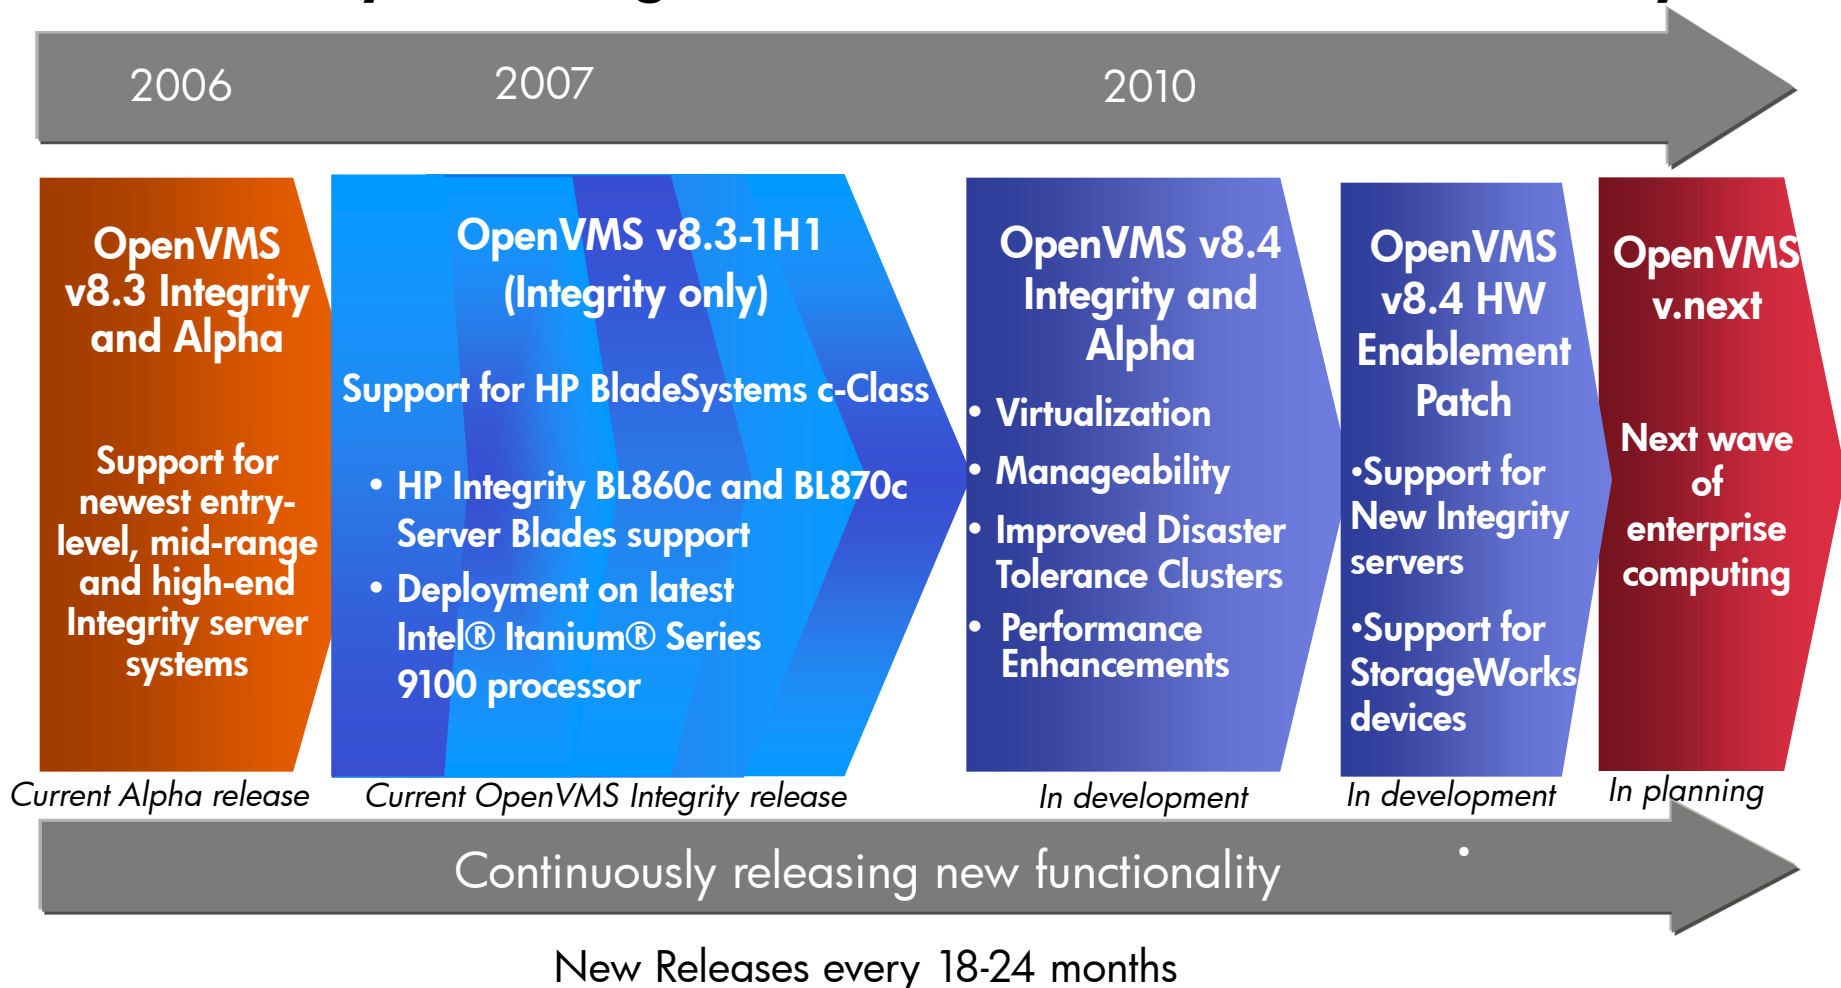 2006 2007 2010
OpenVMS
v8.3 Integrity
and Alpha
Support for
newest entry-
level, mid-range
and high-end
Integrity server
systems
Current Alpha release
OpenVMS v8.3-1H1
(Integrity only)
Support for HP BladeSystems c-Class
• HP Integrity BL860c and BL870c
Server Blades support
• Deployment on latest
Intel® Itanium® Series
9100 processor
Current OpenVMS Integrity release
OpenVMS v8.4
Integrity and
Alpha
• Virtualization
• Manageability
• Improved Disaster
Tolerance Clusters
• Performance
Enhancements
In development
OpenVMS
v8.4 HW
Enablement
Patch
•Support for
New Integrity
servers
•Support for
StorageWorks
devices
In development
OpenVMS
v.next
Next wave
of
enterprise
computing
In planning
Continuously releasing new functionality
New Releases every 18-24 months